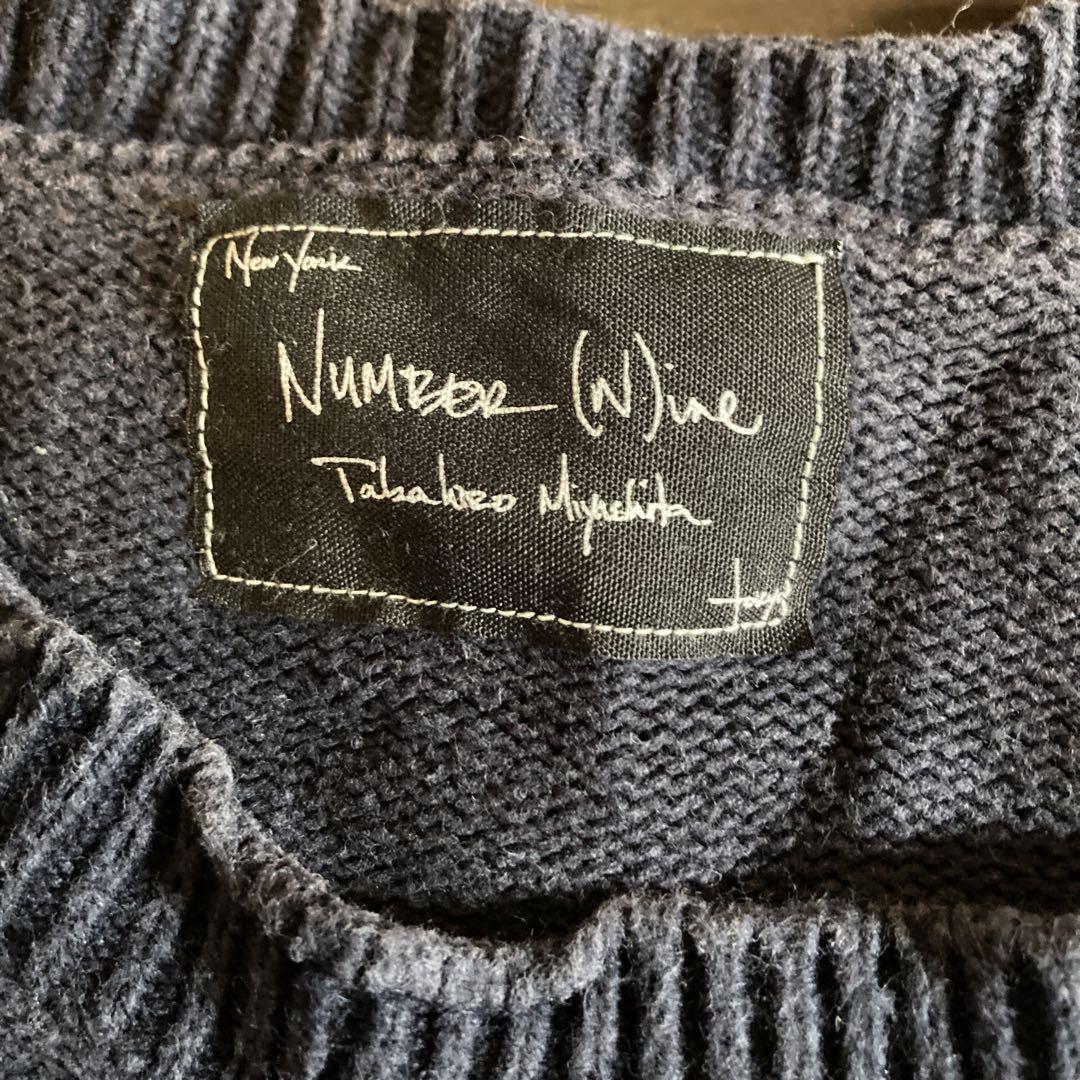 New York
NUMBER (N)ine
Takahiro Miyashita